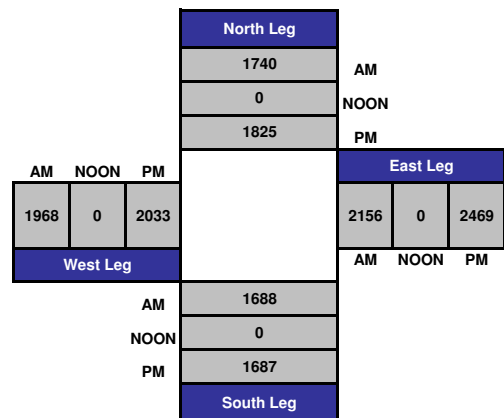 North Leg
1740
AM
0
NOON
1825
PM
AM NOON PM
East Leg
1968 0 2033
2156 0 2469
West Leg
AM NOON PM
AM
1688
NOON
0
PM
1687
South Leg